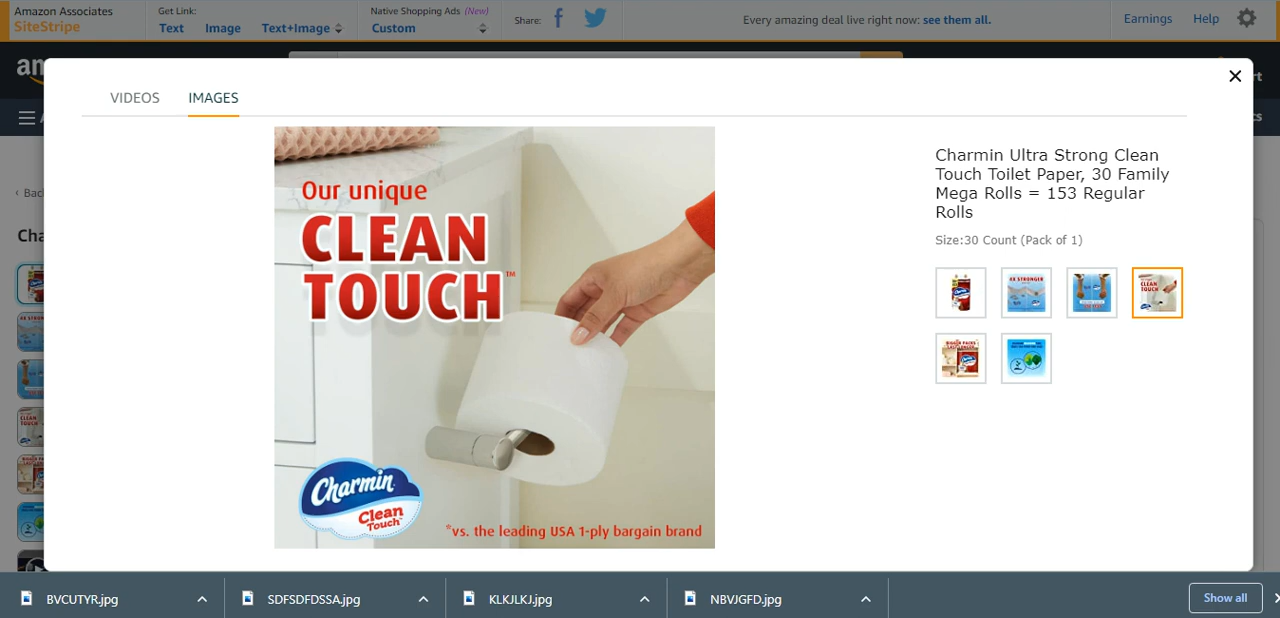 Amazon Associates
SiteStripe
Get Link:
Text
Image
Text+Image
Native Shopping Ads (New)
Custom
Share:
Every amazing deal live right now: see them all.
Earnings
Help
VIDEOS
IMAGES
Our unique
CLEAN
TOUCH™
Charmin
Clean
Touch™
*vs. the leading USA 1-ply bargain brand
Charmin Ultra Strong Clean
Touch Toilet Paper, 30 Family
Mega Rolls = 153 Regular
Rolls
Size:30 Count (Pack of 1)
CLEAN
TOUCH
Charmin
BVCUTYR.jpg
SDFSDFDSSA.jpg
KLKJLKJ.jpg
NBVJGFD.jpg
Show all